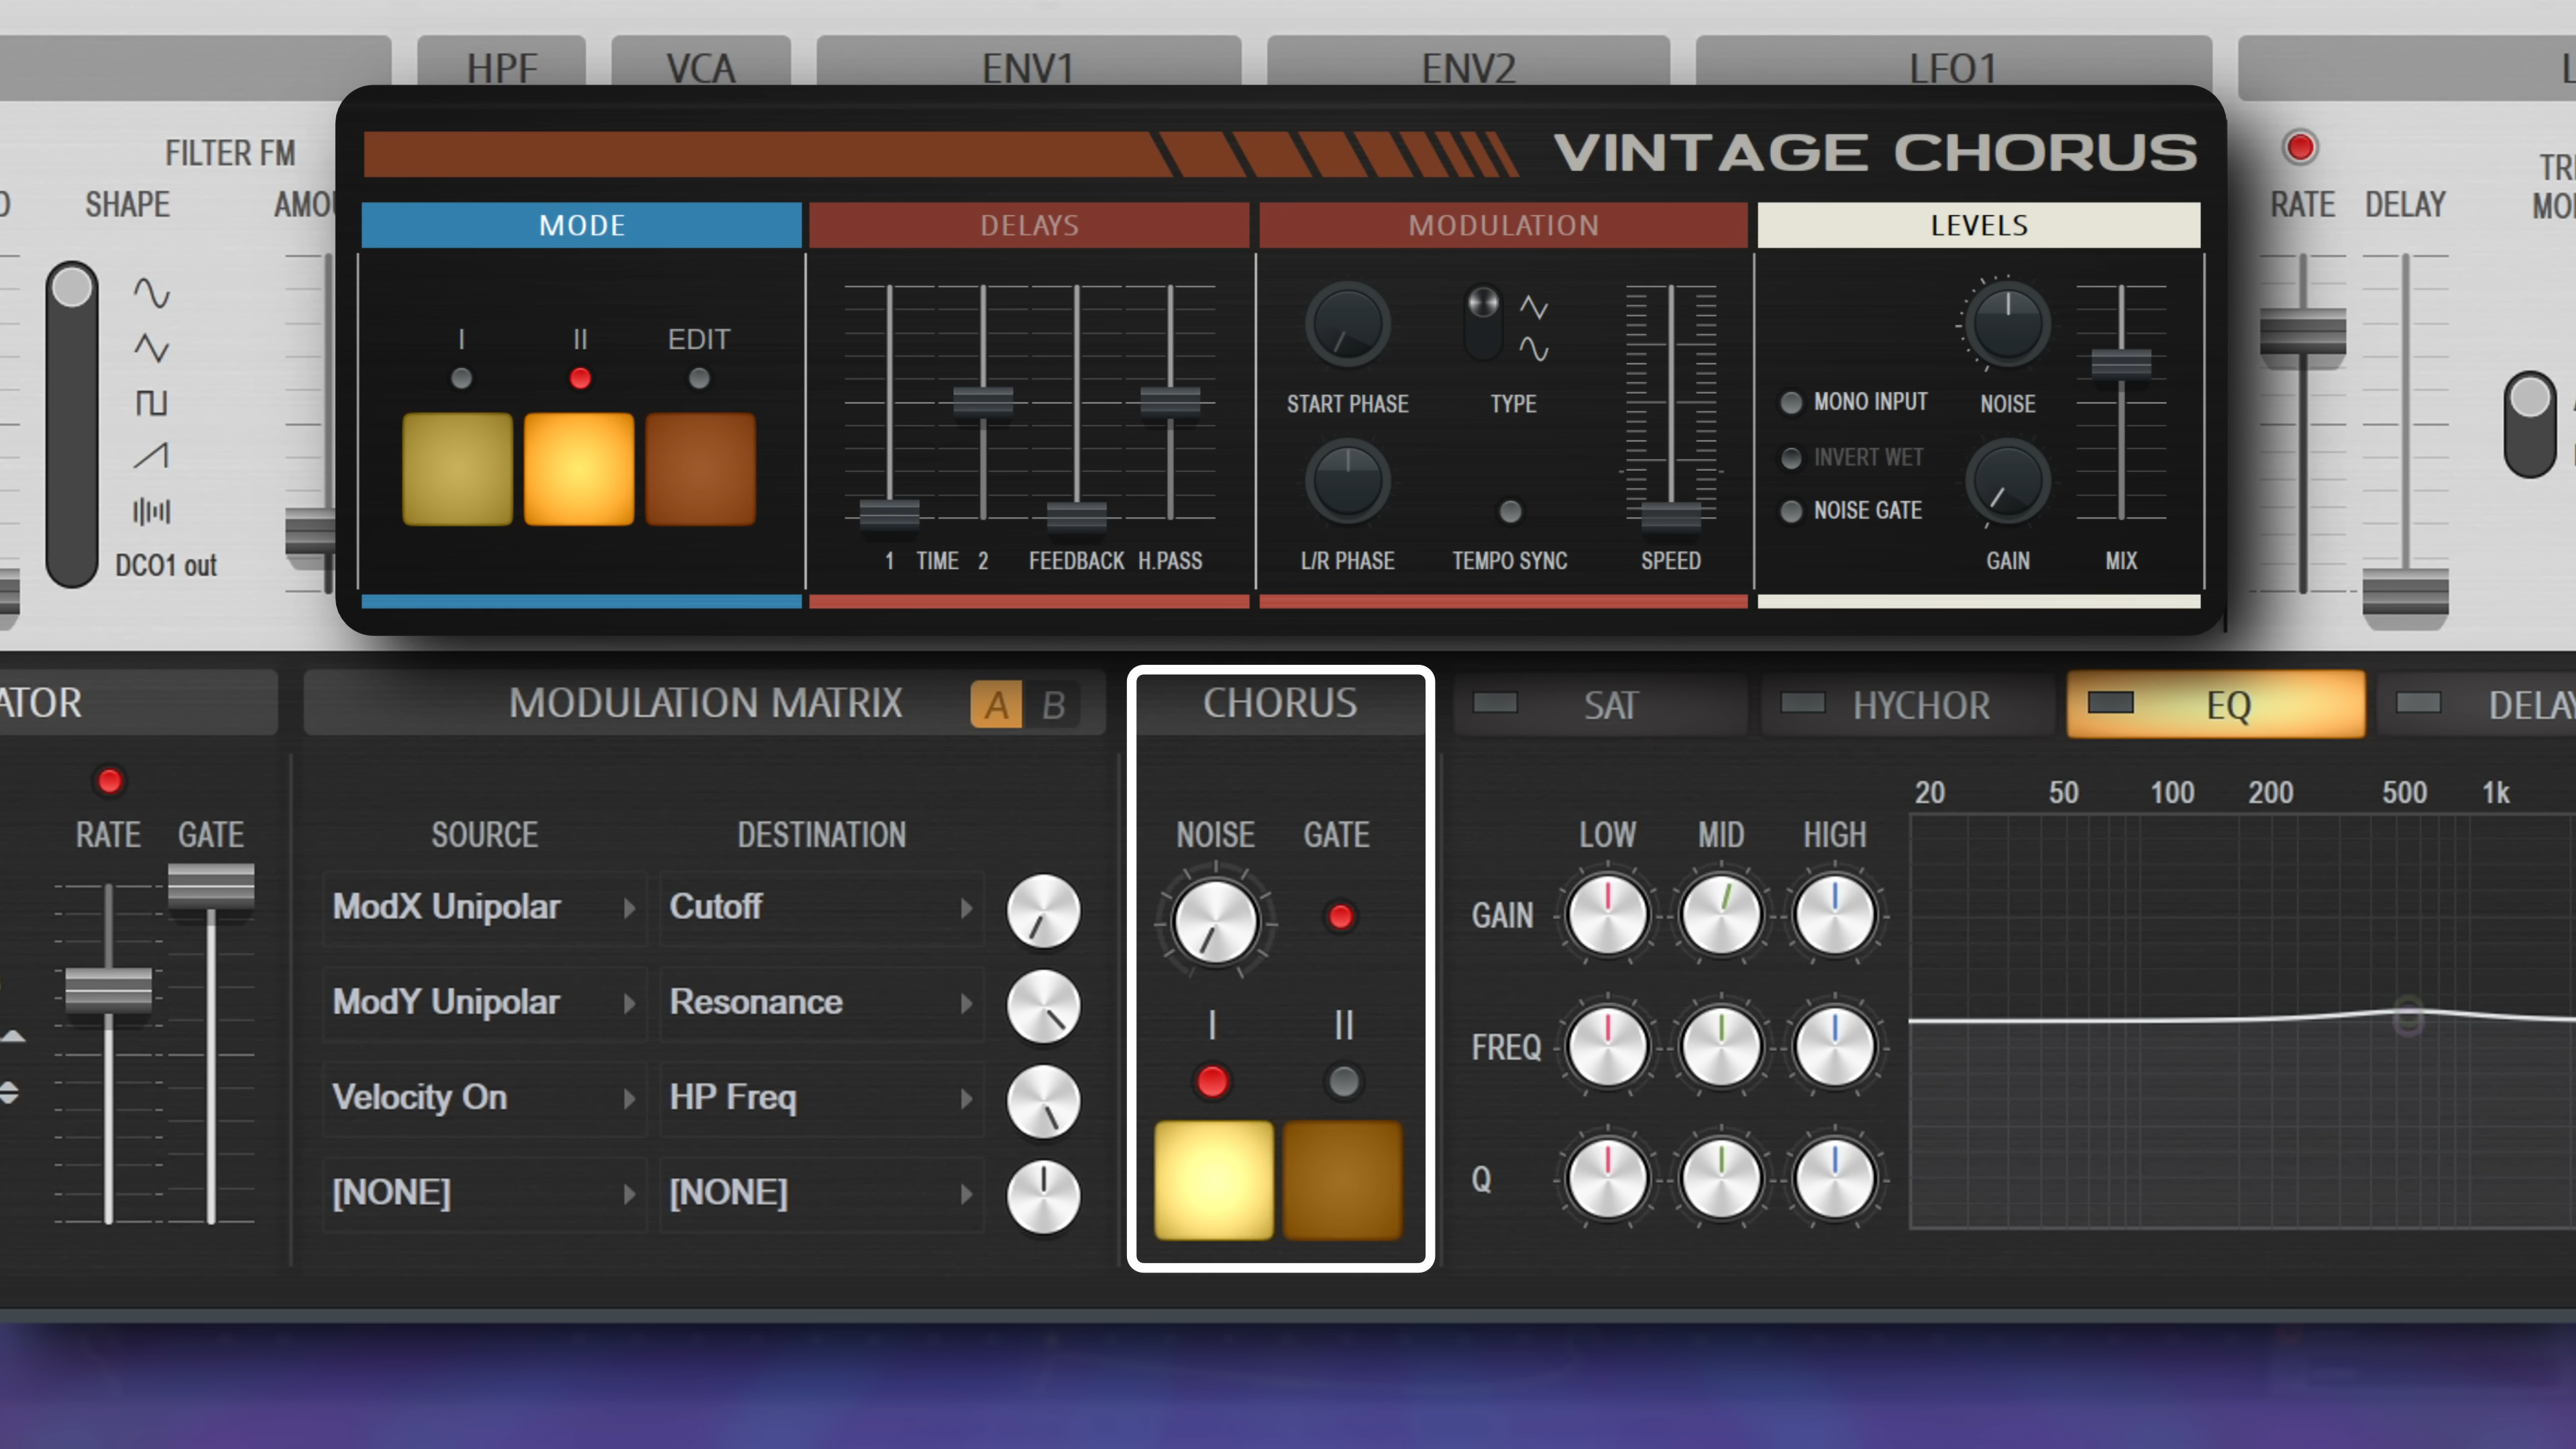 HPF VCA ENV1 ENV2 LFO1
VINTAGE CHORUS
FILTER FM
SHAPE
DCO1 out
MODE DELAYS MODULATION LEVELS
I II EDIT
1 TIME 2 FEEDBACK H.PASS
START PHASE TYPE
L/R PHASE TEMPO SYNC SPEED
MONO INPUT
INVERT WET
NOISE GATE
NOISE
GAIN MIX
RATE DELAY
MODULATION MATRIX A B
CHORUS
SAT HYCHOR EQ
RATE GATE
SOURCE DESTINATION
ModX Unipolar Cutoff
ModY Unipolar Resonance
Velocity On HP Freq
[NONE] [NONE]
NOISE GATE
I II
LOW MID HIGH
GAIN
FREQ
Q
20 50 100 200 500 1k